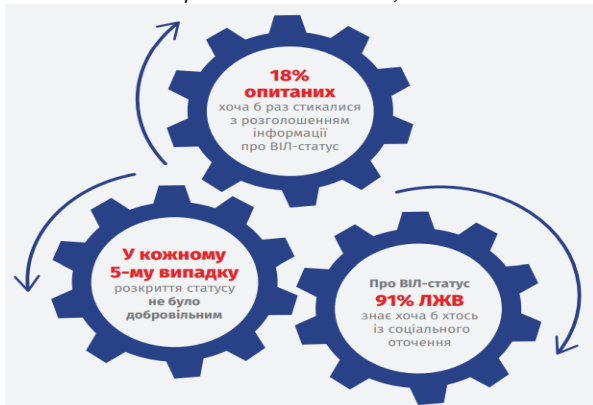 18%
опитаних
хоча б раз стикалися
з розголошенням
інформації
про ВІЛ-статус
У кожному
5-му випадку
розкриття статусу
не було
добровільним
Про ВІЛ-статус
91% ЛЖВ
знає хоча б хтось
із соціального
оточення